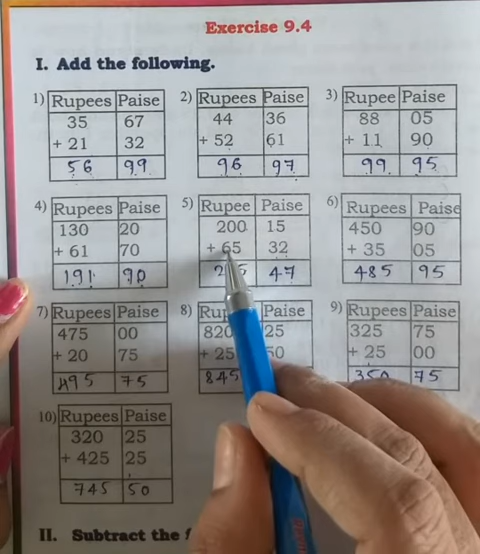 Exercise 9.4
I. Add the following.
1) Rupees Paise
35 67
+ 21 32
56 99
2) Rupees Paise
44 36
+ 52 61
96 97
3) Rupee Paise
88 05
+ 11 90
99 95
4) Rupees Paise
130 20
+ 61 70
191 90
5) Rupee Paise
200 15
+ 65 32
47
6) Rupees Paise
450 90
+ 35 05
485 95
7) Rupees Paise
475 00
+ 20 75
495 75
8) Paise
820 25
+ 25
845
9) Rupees Paise
325 75
+ 25 00
350 75
10) Rupees Paise
320 25
+ 425 25
745 50
II. Subtract the